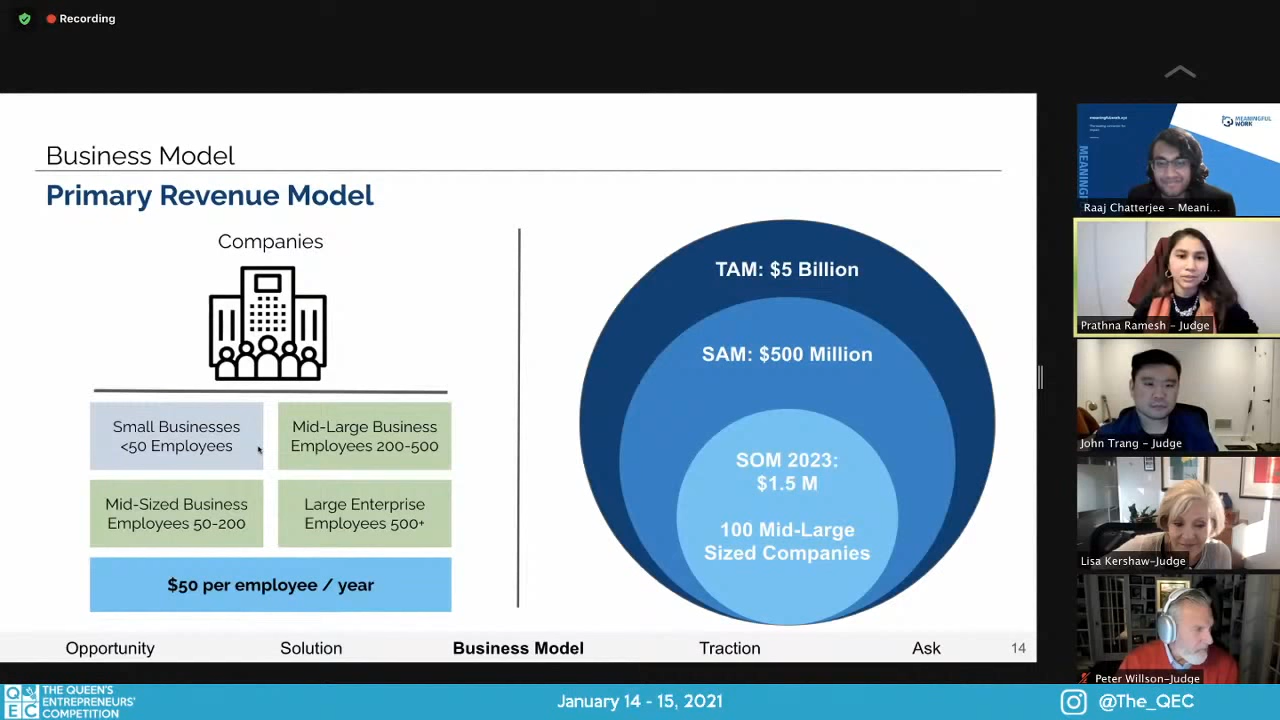 Recording
Business Model
Primary Revenue Model
Companies
Small Businesses
<50 Employees
Mid-Large Business
Employees 200-500
Mid-Sized Business
Employees 50-200
Large Enterprise
Employees 500+
$50 per employee / year
TAM: $5 Billion
SAM: $500 Million
SOM 2023:
$1.5 M
100 Mid-Large
Sized Companies
Opportunity
Solution
Business Model
Traction
Ask
14
MEANINGFUL
WORK
MEANINGFUL
Raaj Chatterjee - Meani...
Prathna Ramesh - Judge
John Trang - Judge
Lisa Kershaw-Judge
Peter Willson-Judge
QEC
THE QUEEN'S
ENTREPRENEURS'
COMPETITION
January 14 - 15, 2021
@The_QEC